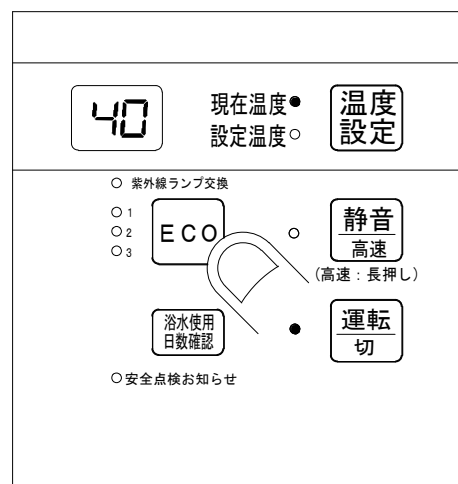 40
現在温度
設定温度
温度
設定
紫外線ランプ交換
1
2
3
ECO
静音
高速
(高速：長押し)
浴水使用
日数確認
運転
切
安全点検お知らせ